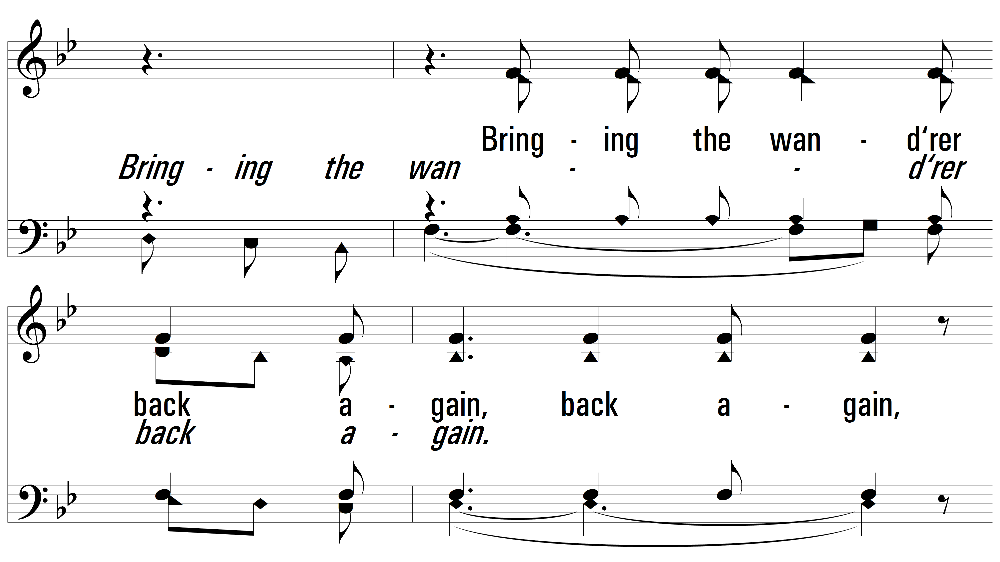 Bring - ing the wan - d‘rer
Bring - ing the wan - - d‘rer
back a - gain, back a - gain,
back a - gain.